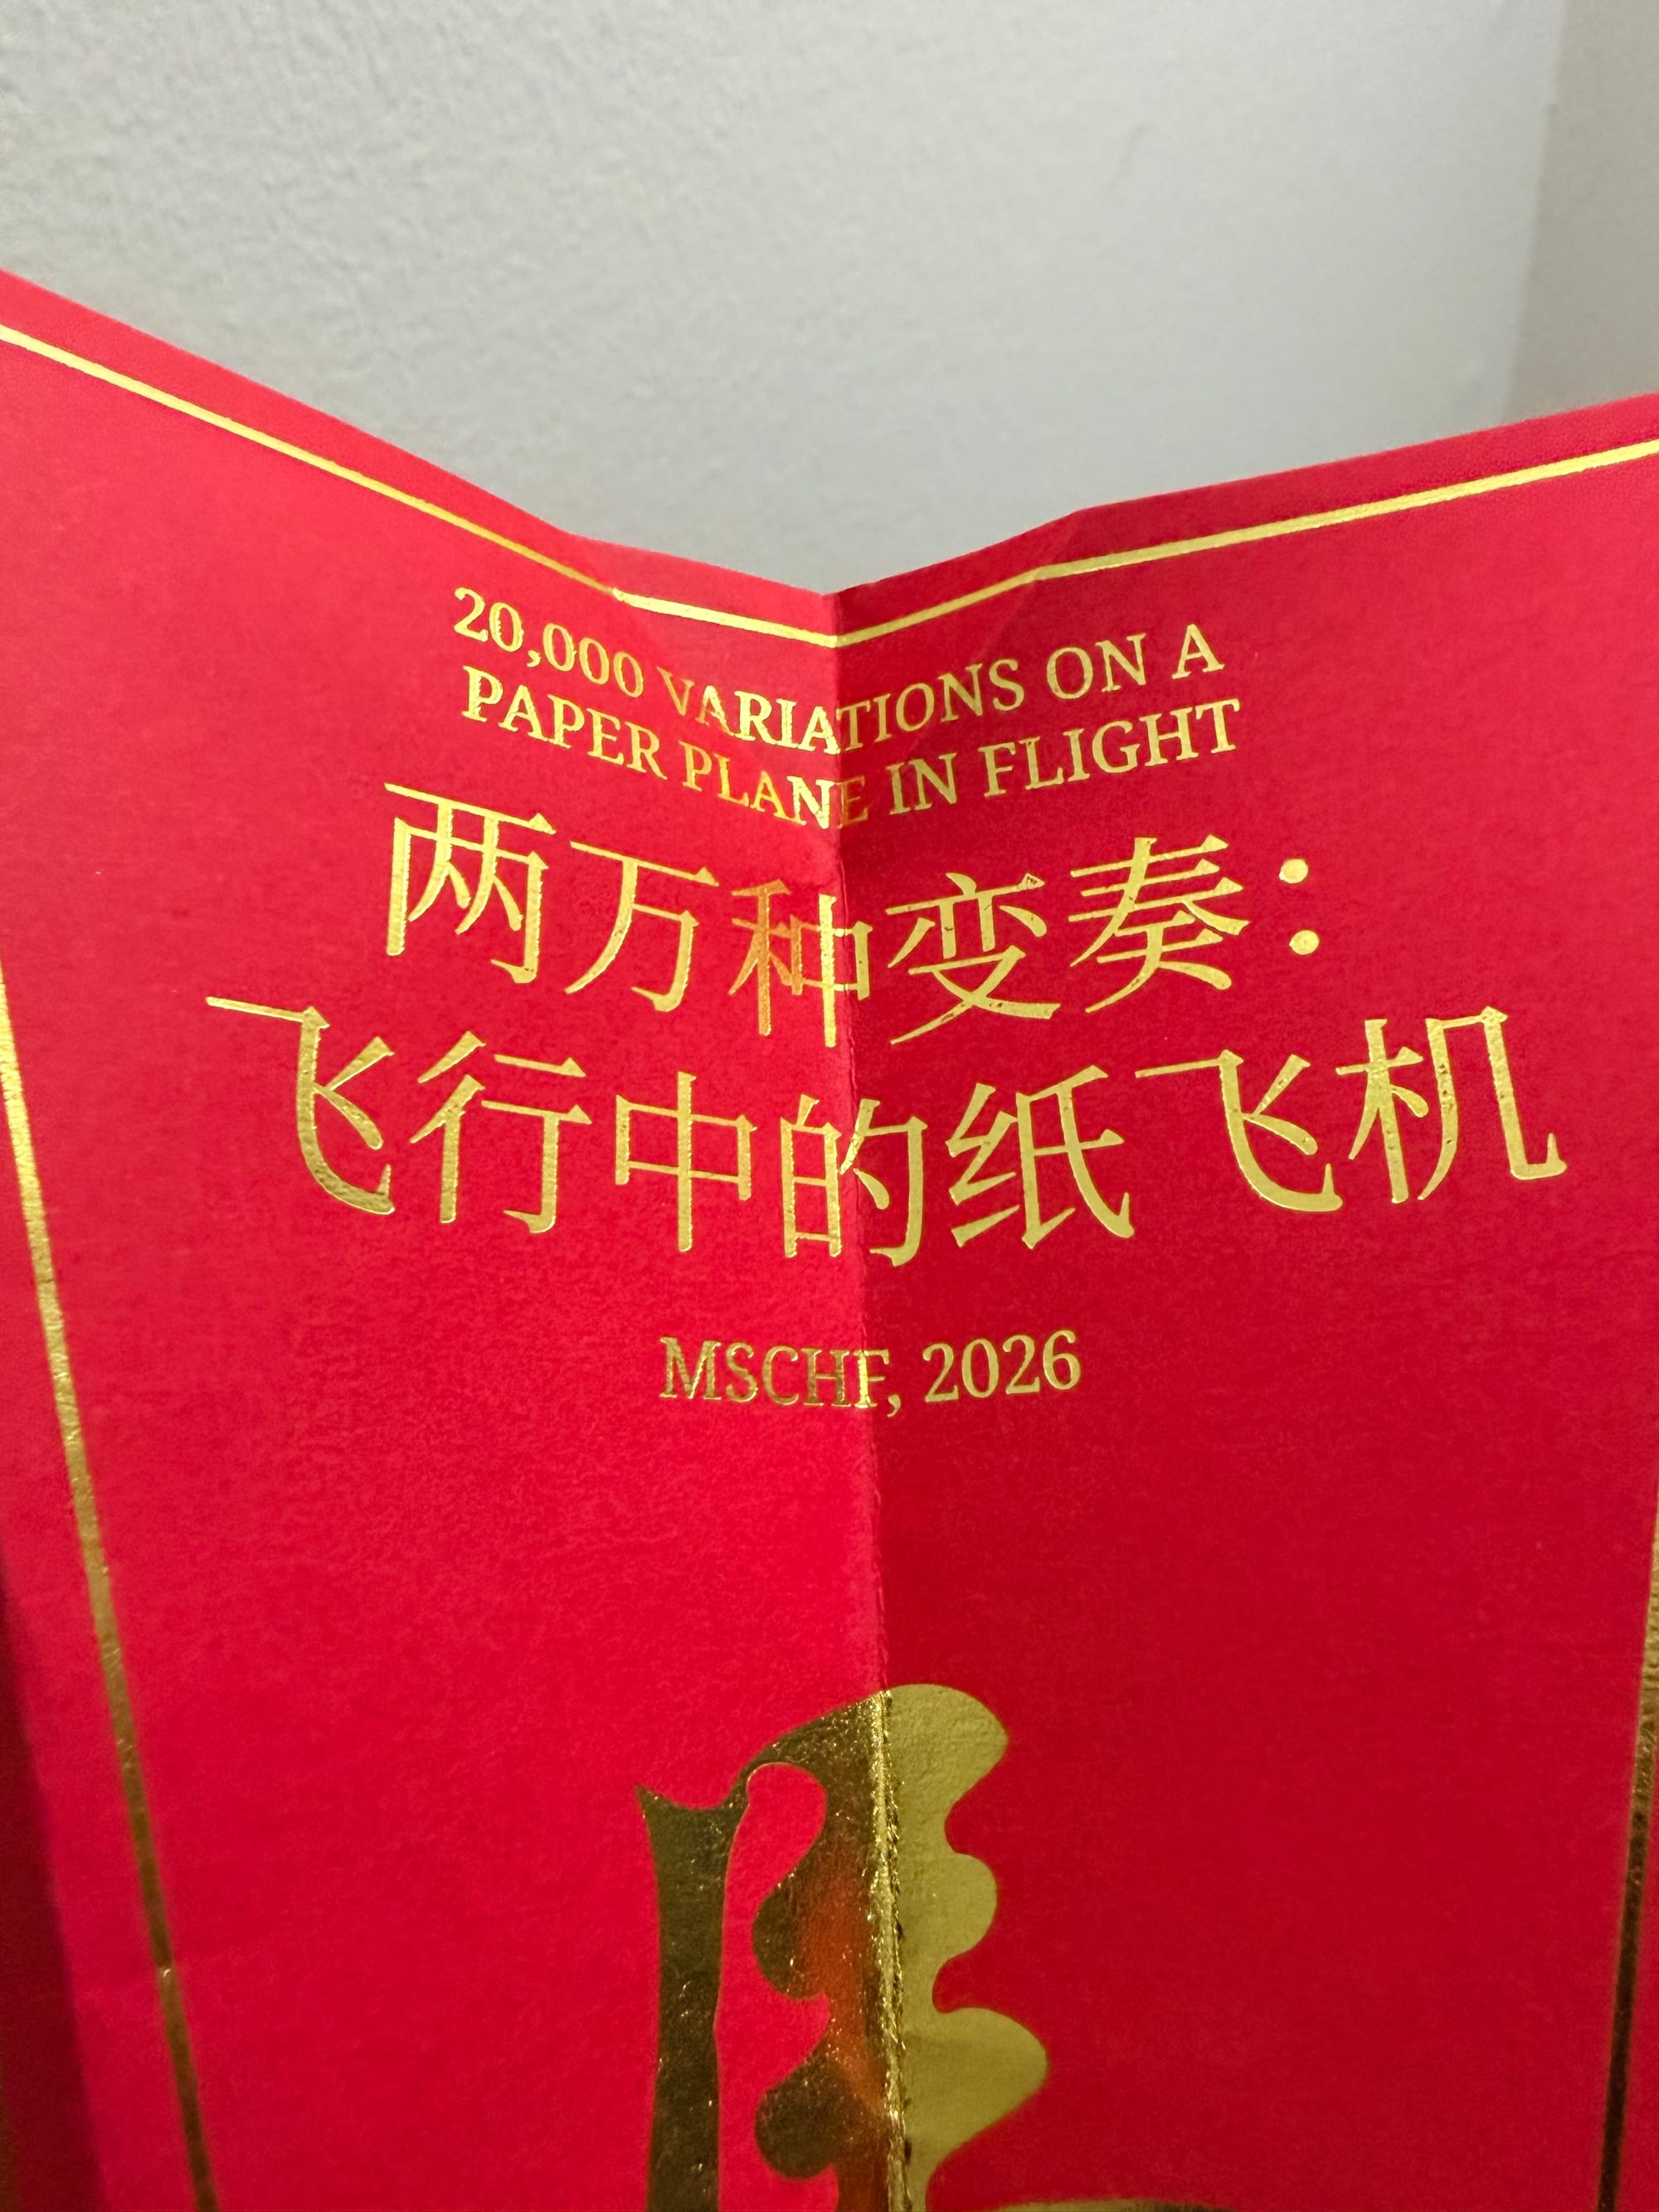 20,000 VARIATIONS ON A
PAPER PLANE IN FLIGHT
两万种变奏：
飞行中的纸飞机
MSCHF, 2026